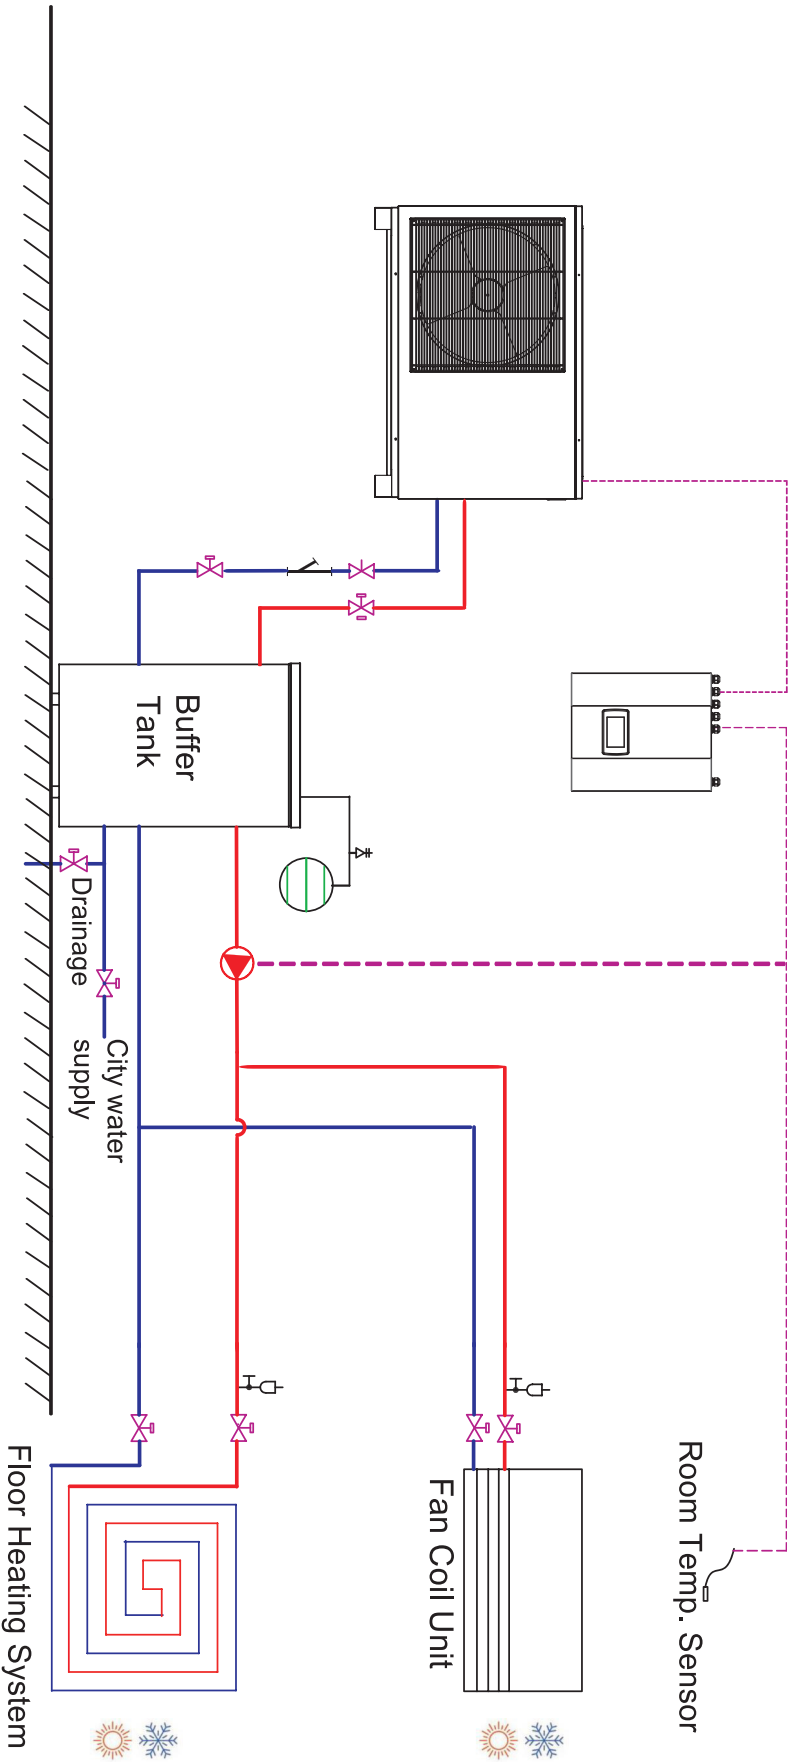 Buffer
Tank
Drainage
City water
supply
Room Temp. Sensor
Fan Coil Unit
Floor Heating System